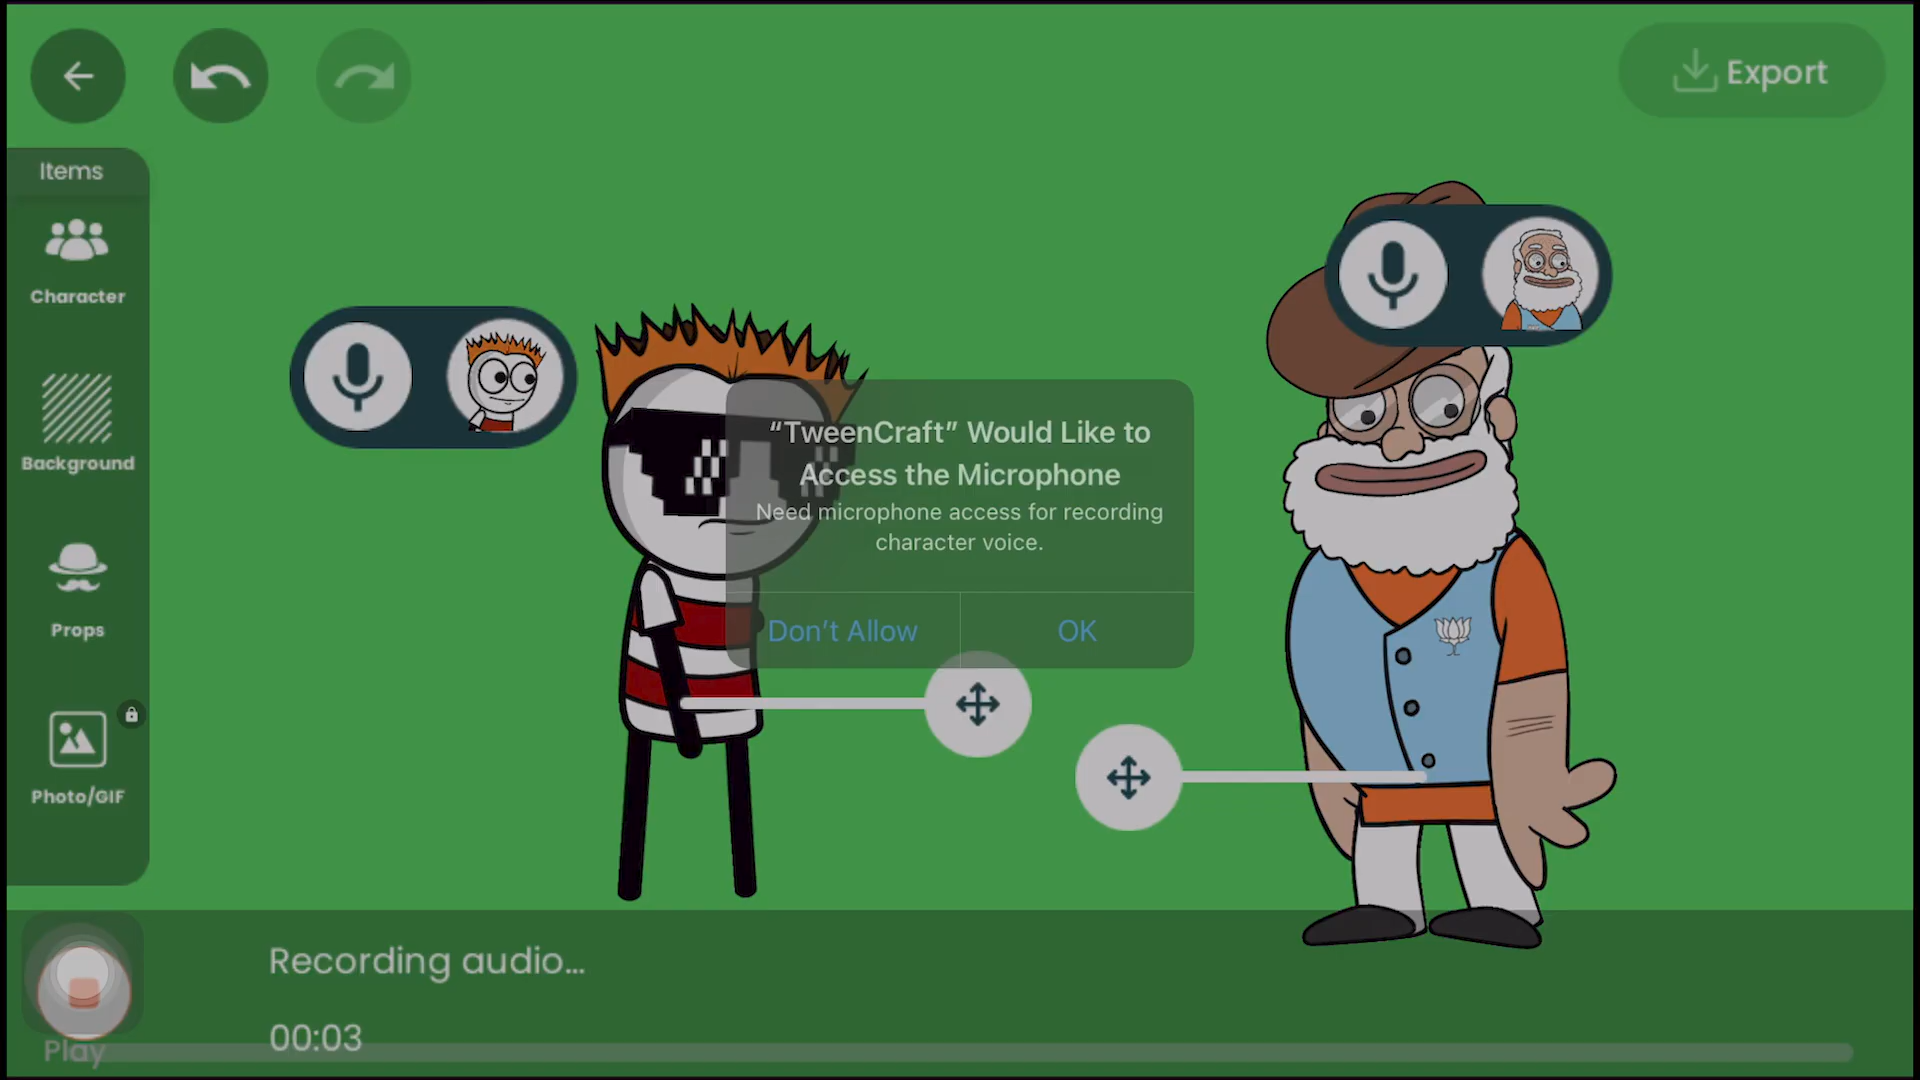 Export
Items
Character
Background
Props
Photo/GIF
“TweenCraft” Would Like to
Access the Microphone
Need microphone access for recording
character voice.
Don’t Allow
OK
Recording audio...
00:03
Play